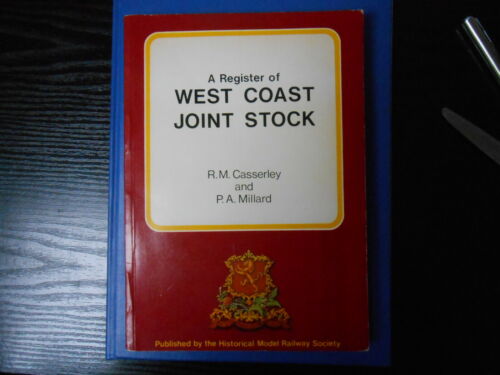 A Register of
WEST COAST
JOINT STOCK
R.M. Casserley
and
P.A. Millard
Published by the Historical Model Railway Society